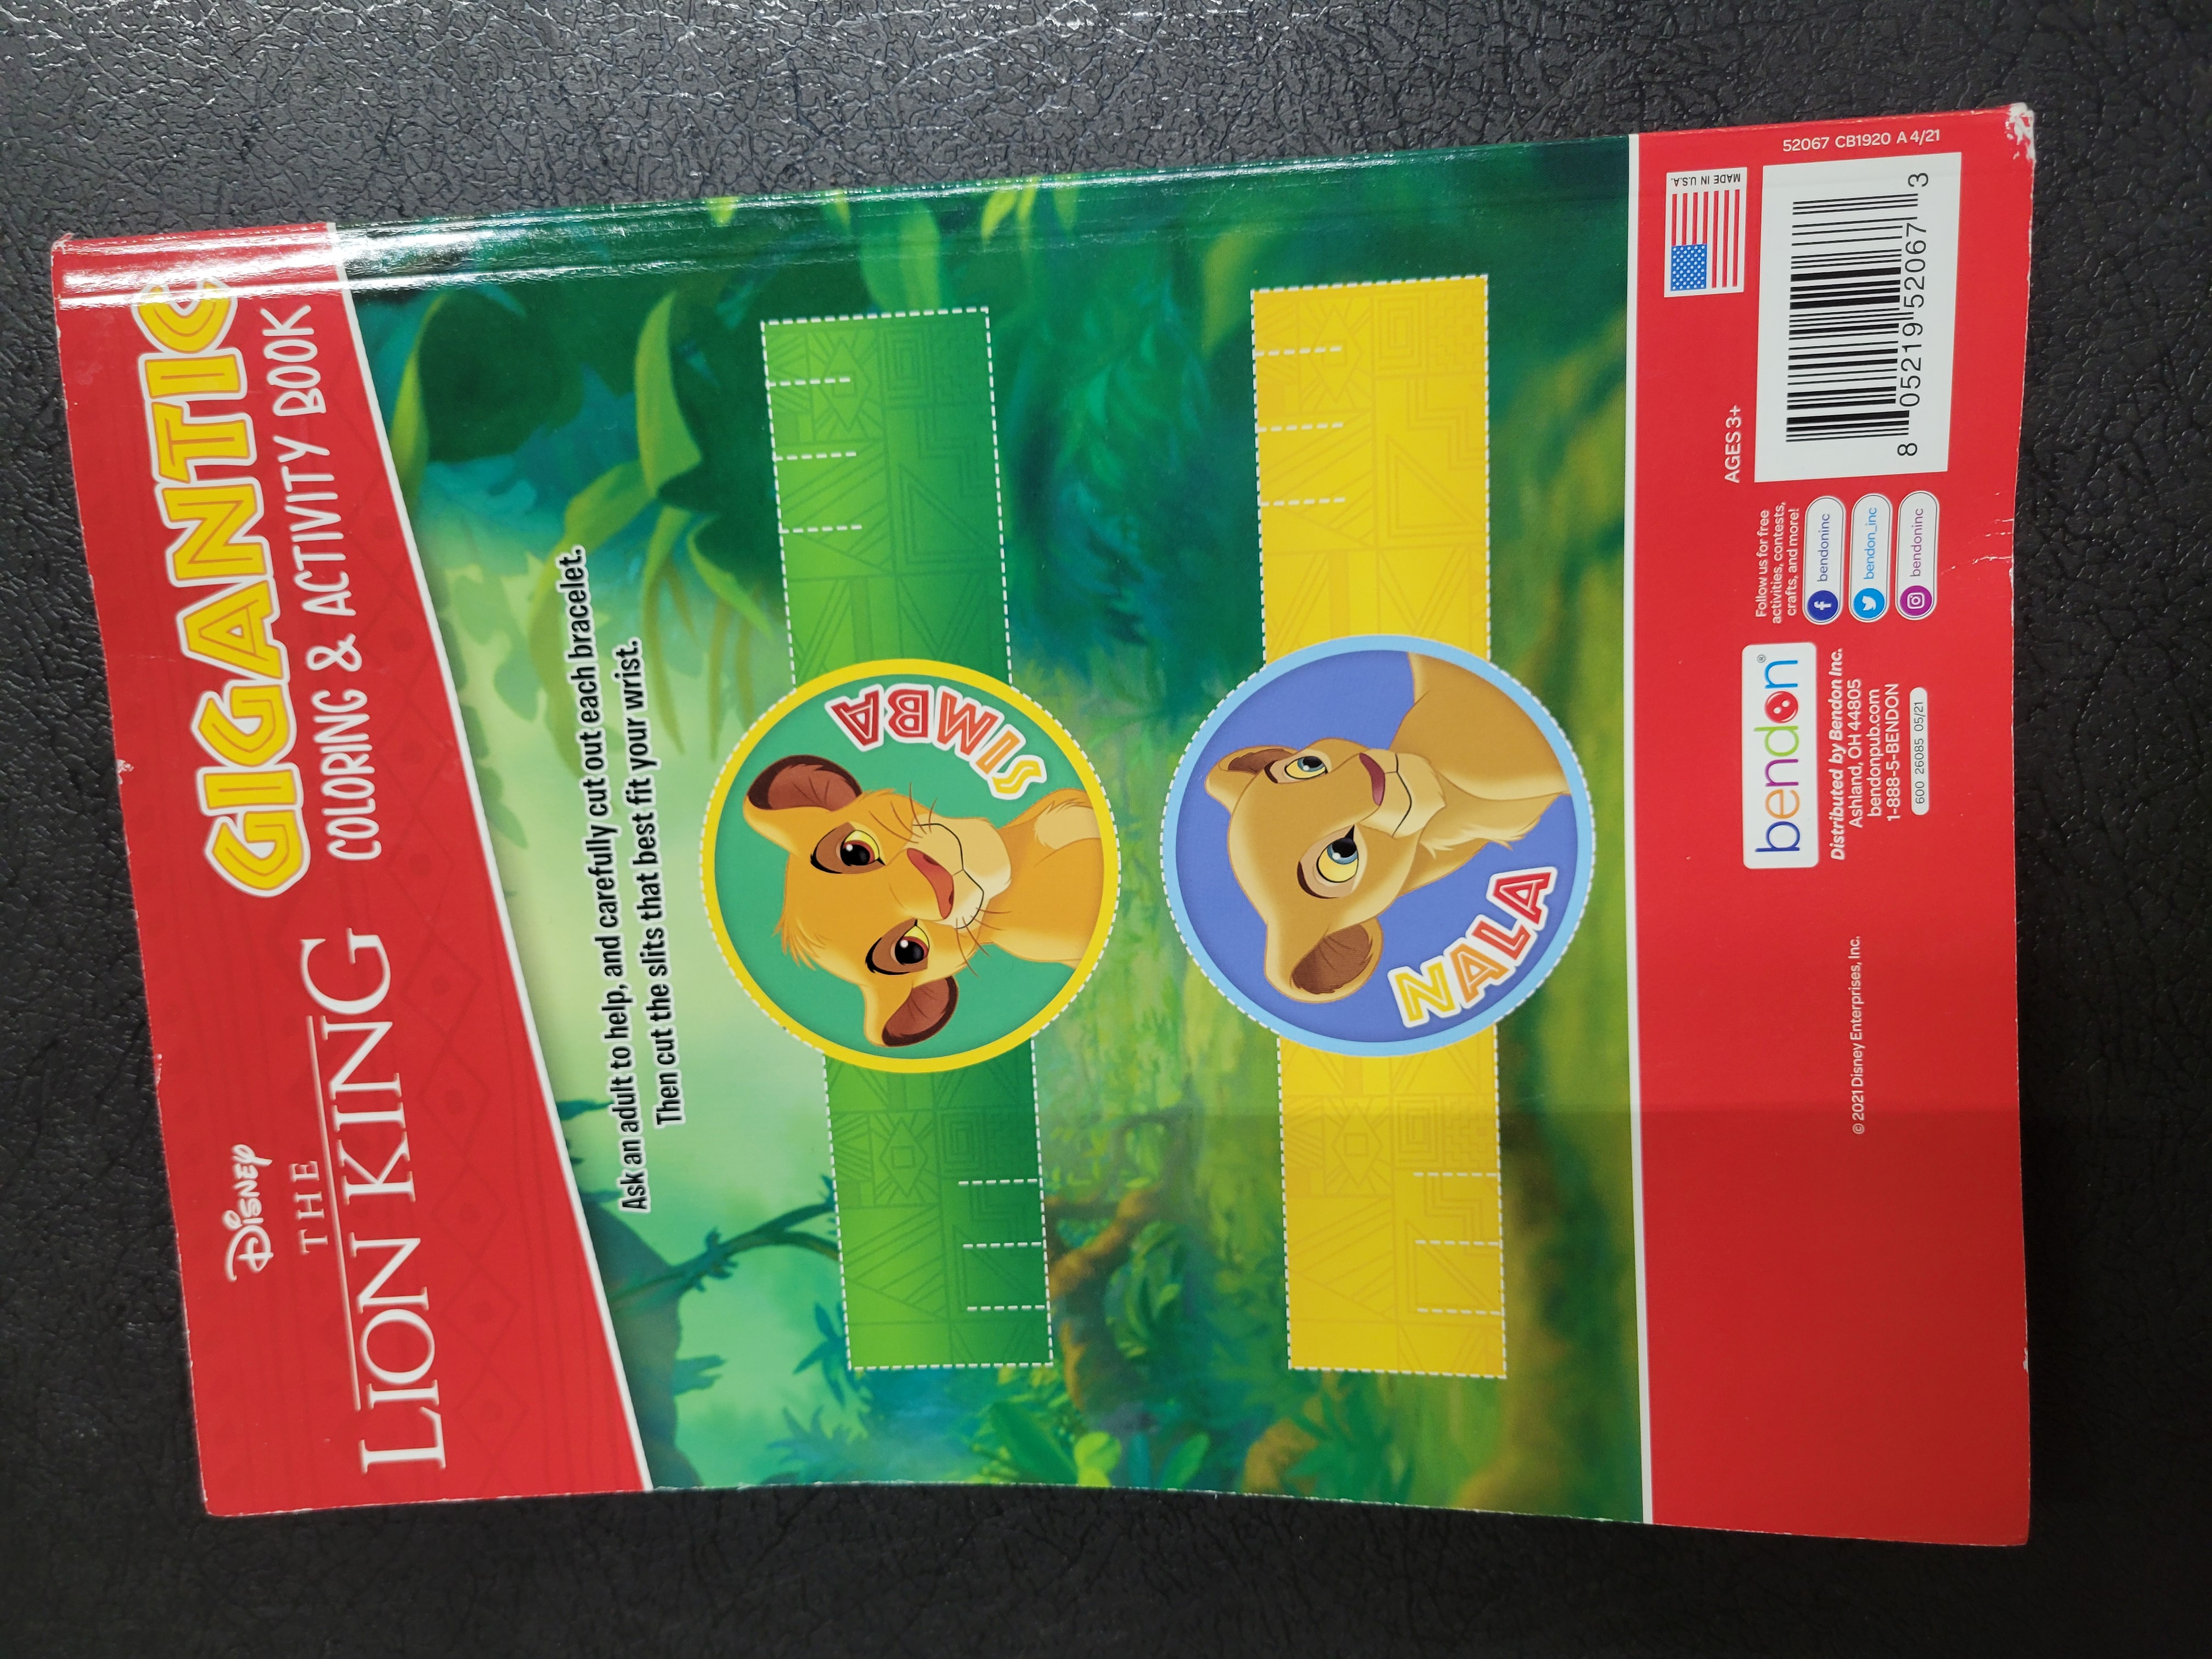 Disney
THE
LION KING
GIGANTIC
COLORING & ACTIVITY BOOK
Ask an adult to help, and carefully cut out each bracelet.
Then cut the slits that best fit your wrist.
SIMBA
NALA
© 2021 Disney Enterprises, Inc.
bendon®
Distributed by Bendon Inc.
Ashland, OH 44805
bendonpub.com
1-888-5-BENDON
600 26085 05/21
Follow us for free
activities, contests,
crafts, and more!
bendoninc
bendon_inc
bendoninc
AGES 3+
MADE IN U.S.A.
8 05219 52067 3
52067 CB1920 A 4/21